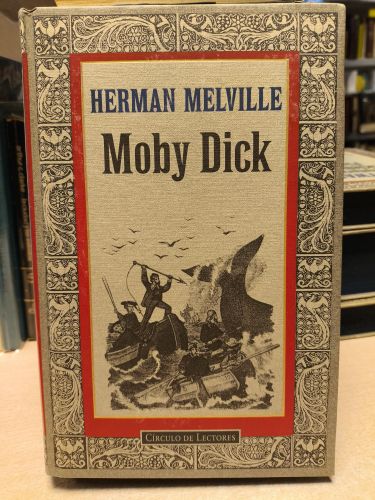 HERMAN MELVILLE
Moby Dick
CÍRCULO DE LECTORES